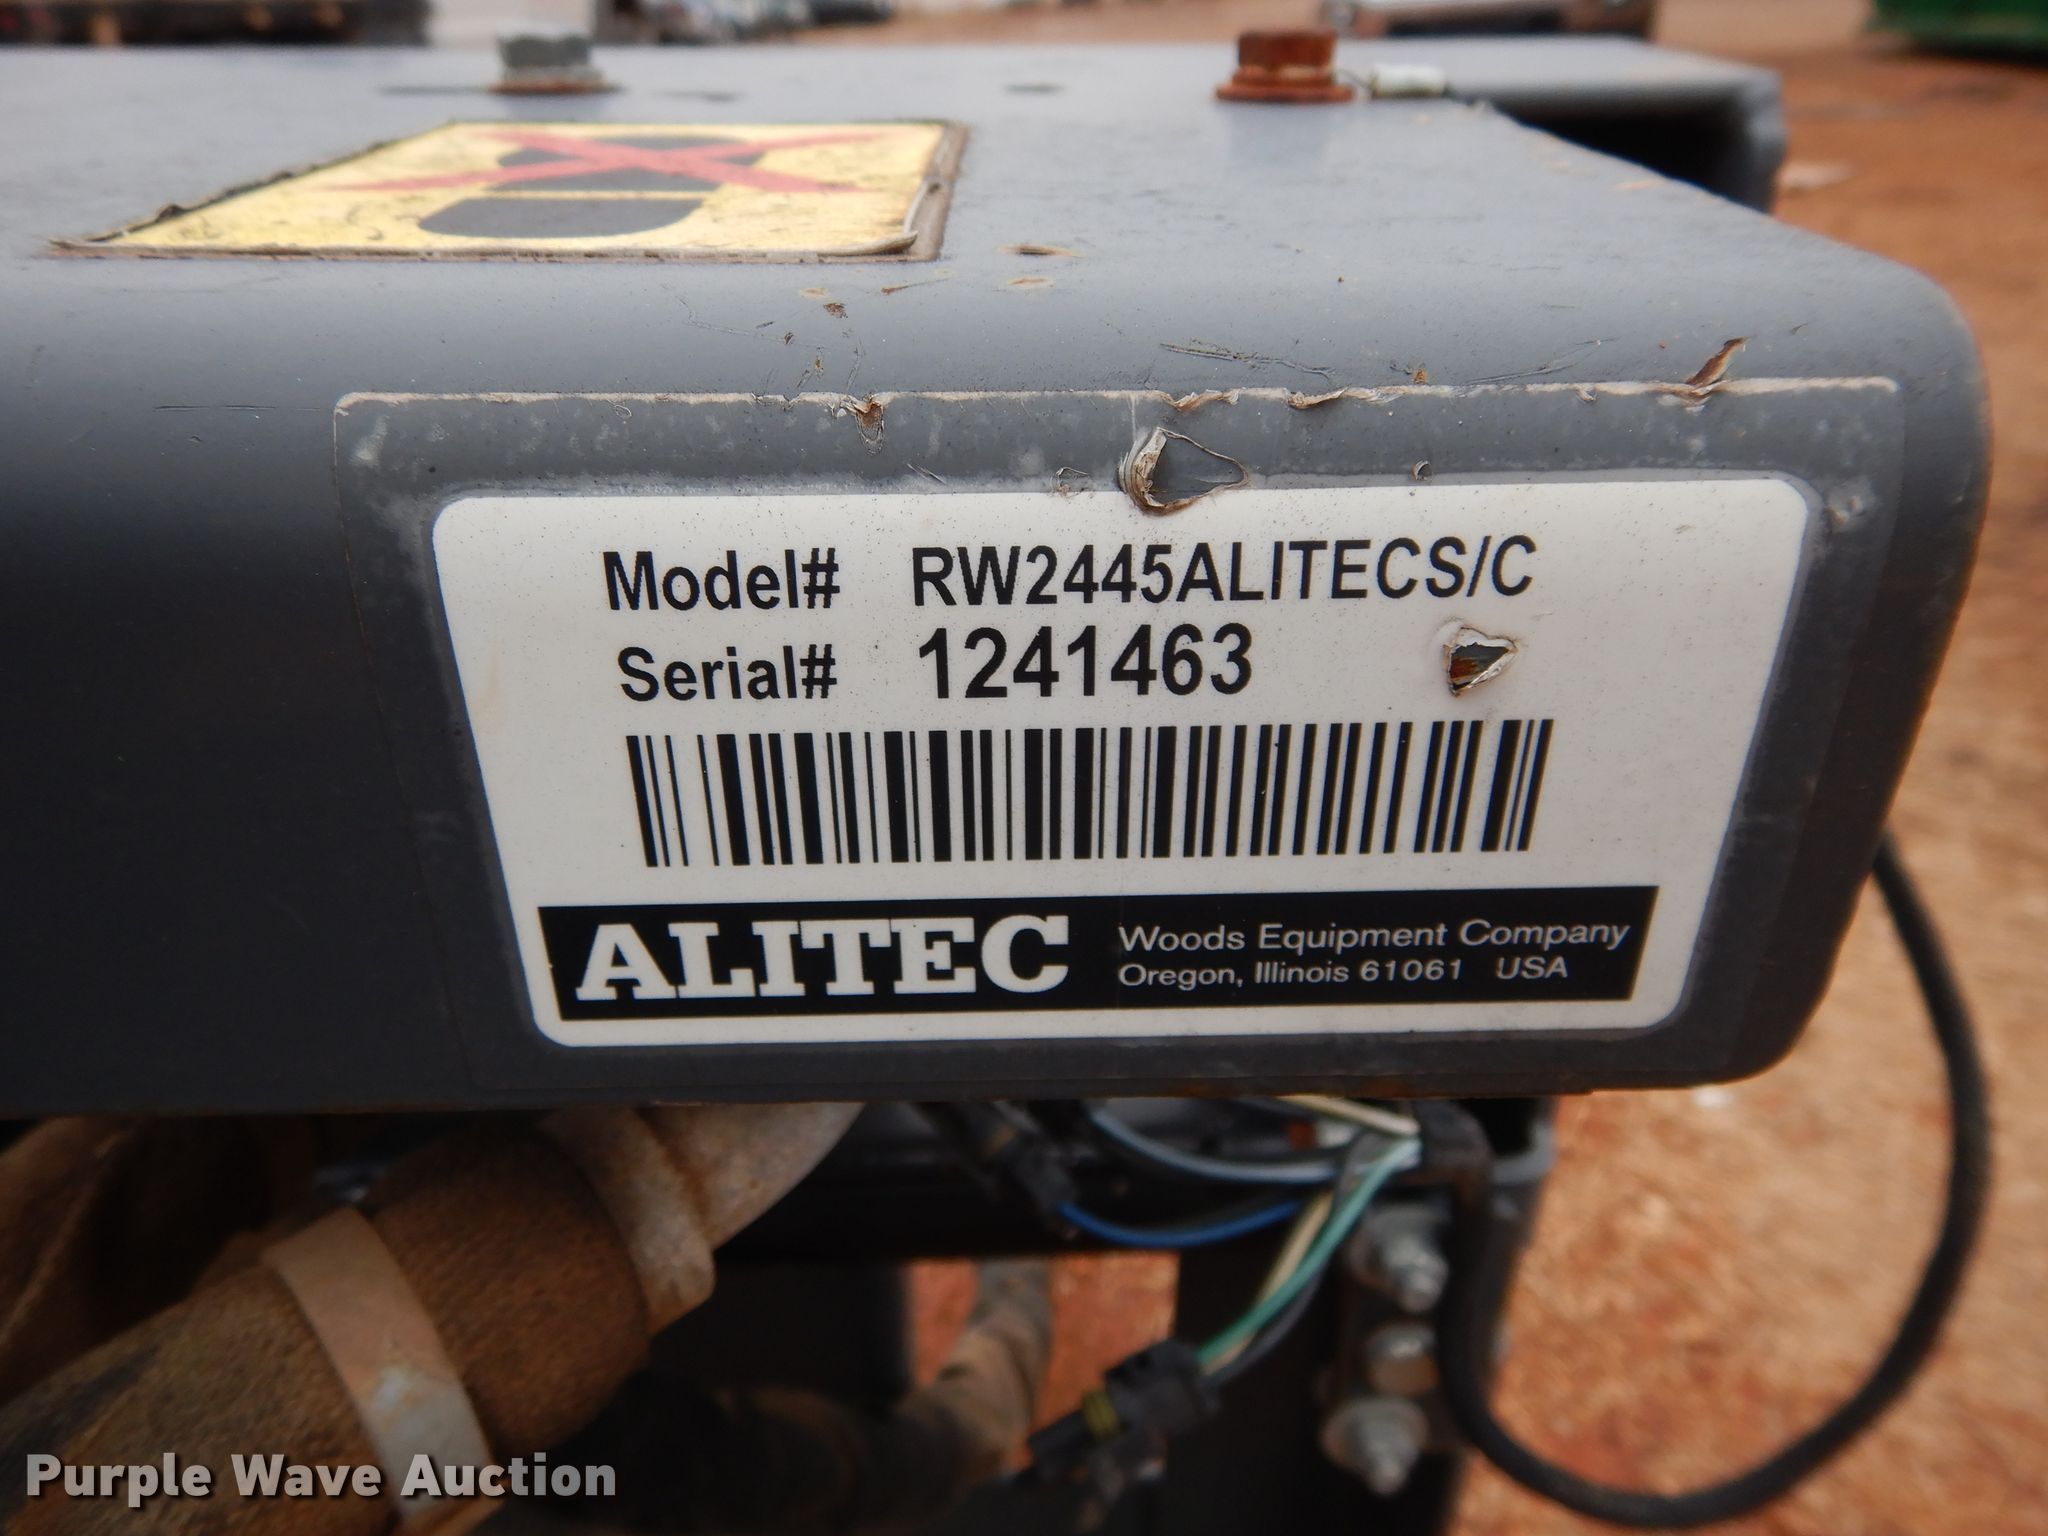 Model# RW2445ALITECS/C
Serial# 1241463
ALITEC Woods Equipment Company
Oregon, Illinois 61061 USA
Purple Wave Auction